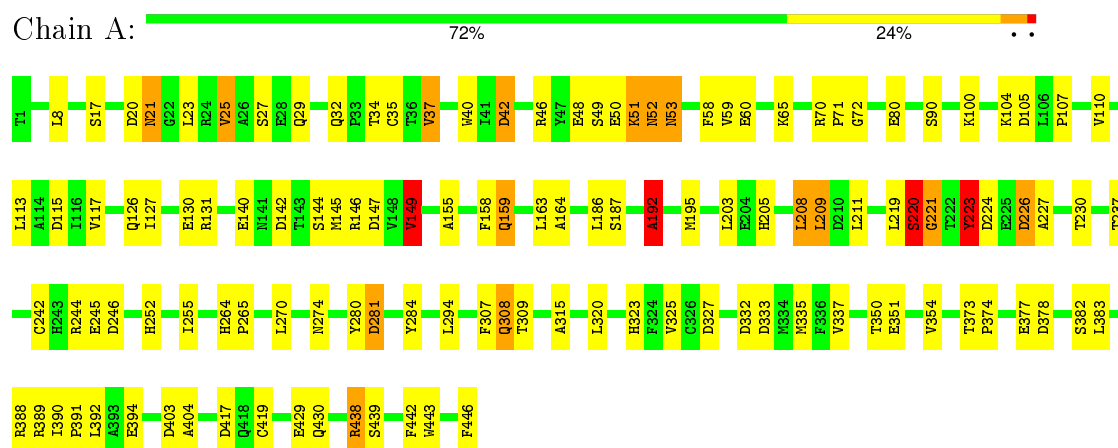 Chain A:
72% 24% • •
T1 L8 S17 D20 N21 G22 L23 R24 V25 A26 S27 E28 Q29 Q32 P33 T34 C35 T36 V37 W40 I41 D42 R46 Y47 E48 S49 E50 K51 N52 N53 F58 V59 E60 K65 R70 P71 G72 E80 S90 K100 K104 D105 L106 P107 V110
L113 A114 D115 I116 V117 Q126 I127 E130 R131 E140 N141 D142 T143 S144 M145 R146 D147 V148 V149 A155 F158 Q159 L163 A164 L186 S187 A192 M195 L203 E204 H205 L208 L209 D210 L211 L219 S220 G221 T222 Y223 D224 E225 D226 A227 T230 T237
C242 H243 R244 E245 D246 H252 I255 H264 P265 L270 N274 Y280 D281 Y284 L294 F307 Q308 T309 A315 L320 H323 F324 V325 C326 D327 D332 D333 M334 M335 F336 V337 T350 E351 V354 T373 P374 E377 D378 S382 L383
R388 R389 I390 P391 L392 A393 E394 D403 A404 D417 Q418 C419 E429 Q430 R438 S439 F442 W443 F446